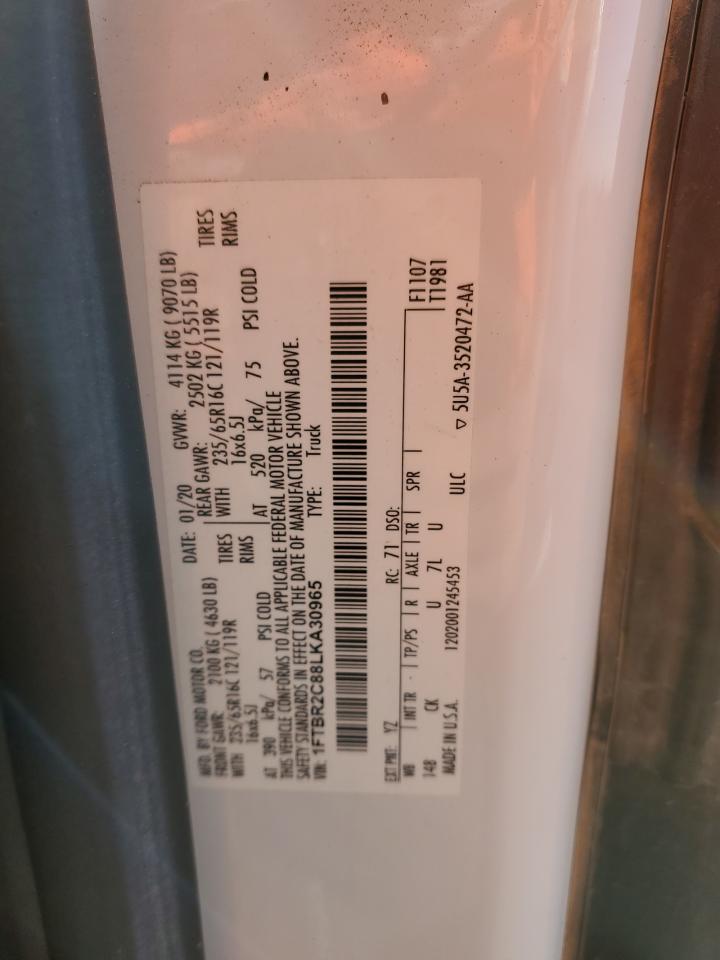 MFD. BY FORD MOTOR CO.
DATE: 01/20 GVWR: 4114 KG ( 9070 LB)
FRONT GAWR: 2100 KG ( 4630 LB)
REAR GAWR: 2502 KG ( 5515 LB)
WITH 235/65R16C 121/119R TIRES
WITH 235/65R16C 121/119R TIRES
16x6.5J RIMS
16x6.5J RIMS
AT 390 kPa/ 57 PSI COLD
AT 520 kPa/ 75 PSI COLD
THIS VEHICLE CONFORMS TO ALL APPLICABLE FEDERAL MOTOR VEHICLE
SAFETY STANDARDS IN EFFECT ON THE DATE OF MANUFACTURE SHOWN ABOVE.
VIN: 1FTBR2C88LKA30965
TYPE: Truck
EXT PNT: YZ RC: 71 DSO:
WB INT TR TP/PS R AXLE TR SPR F1107
148 CK U 7L U T1981
MADE IN U.S.A. 1202001245453 ULC ▽ 5U5A-3520472-AA